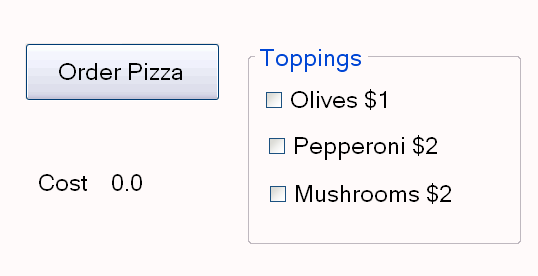 Order Pizza
Toppings
Olives $1
Pepperoni $2
Mushrooms $2
Cost 0.0